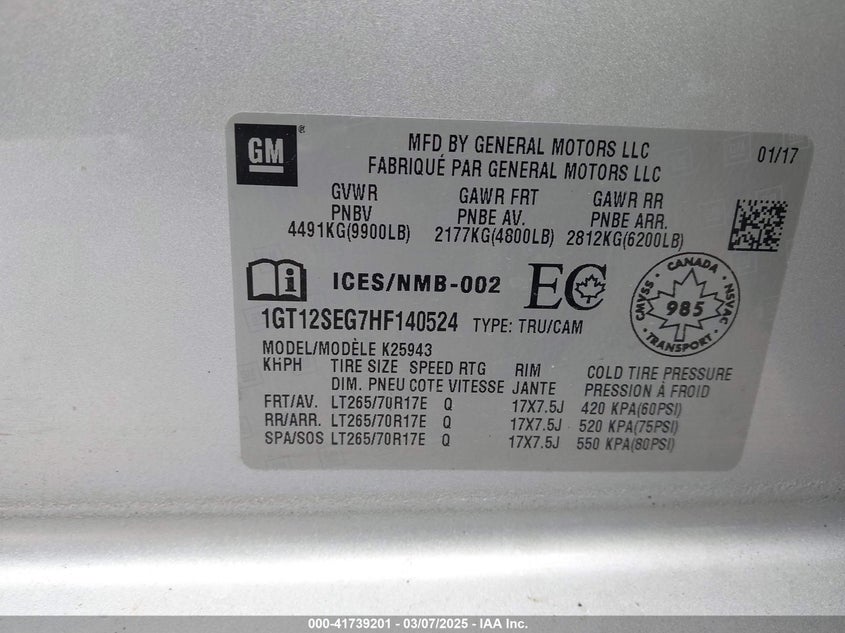 GM®
MFD BY GENERAL MOTORS LLC
FABRIQUÉ PAR GENERAL MOTORS LLC
01/17
GVWR GAWR FRT GAWR RR
PNBV PNBE AV. PNBE ARR.
4491KG(9900LB) 2177KG(4800LB) 2812KG(6200LB)
ICES/NMB-002
EC
CANADA
CMVSS 985 NSVAC
TRANSPORT
1GT12SEG7HF140524 TYPE: TRU/CAM
MODEL/MODÈLE K25943
KHPH TIRE SIZE SPEED RTG RIM COLD TIRE PRESSURE
DIM. PNEU COTE VITESSE JANTE PRESSION À FROID
FRT/AV. LT265/70R17E Q 17X7.5J 420 KPA(60PSI)
RR/ARR. LT265/70R17E Q 17X7.5J 520 KPA(75PSI)
SPA/SOS LT265/70R17E Q 17X7.5J 550 KPA(80PSI)
000-41739201 - 03/07/2025 - IAA Inc.